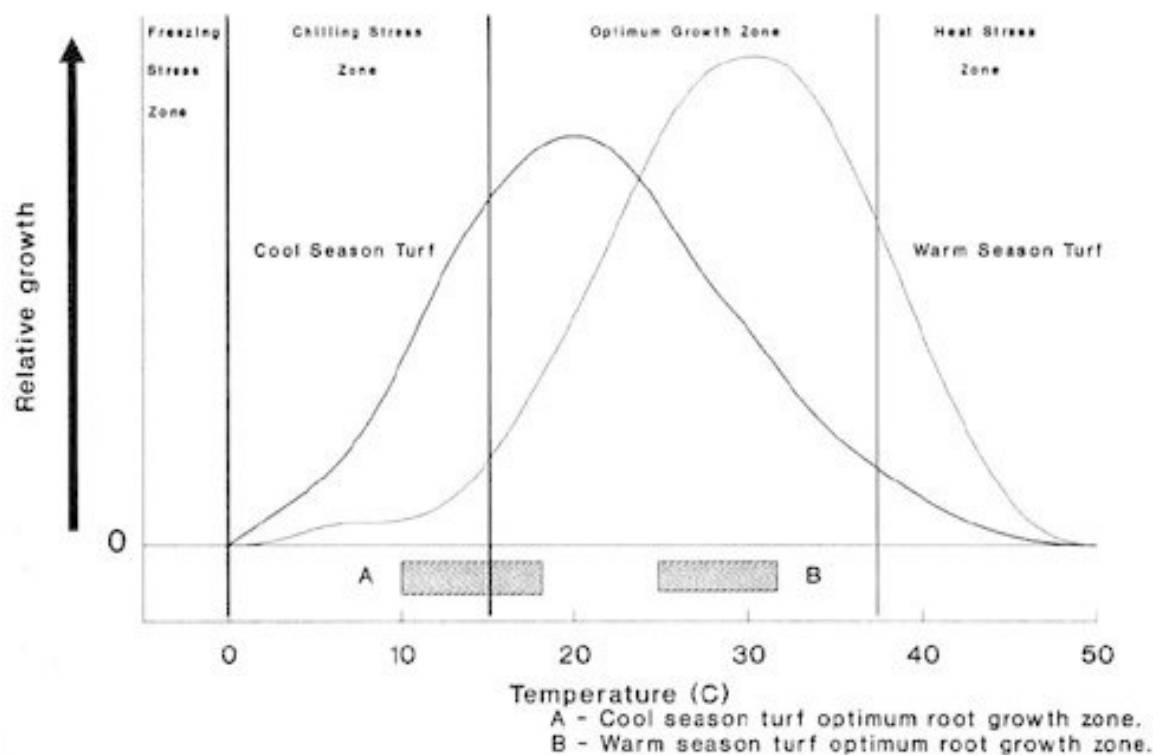 Freezing
Stress
Zone
Chilling Stress
Zone
Optimum Growth Zone
Heat Stress
Zone
Relative growth
Cool Season Turf
Warm Season Turf
0
A
B
0 10 20 30 40 50
Temperature (C)
A - Cool season turf optimum root growth zone.
B - Warm season turf optimum root growth zone.